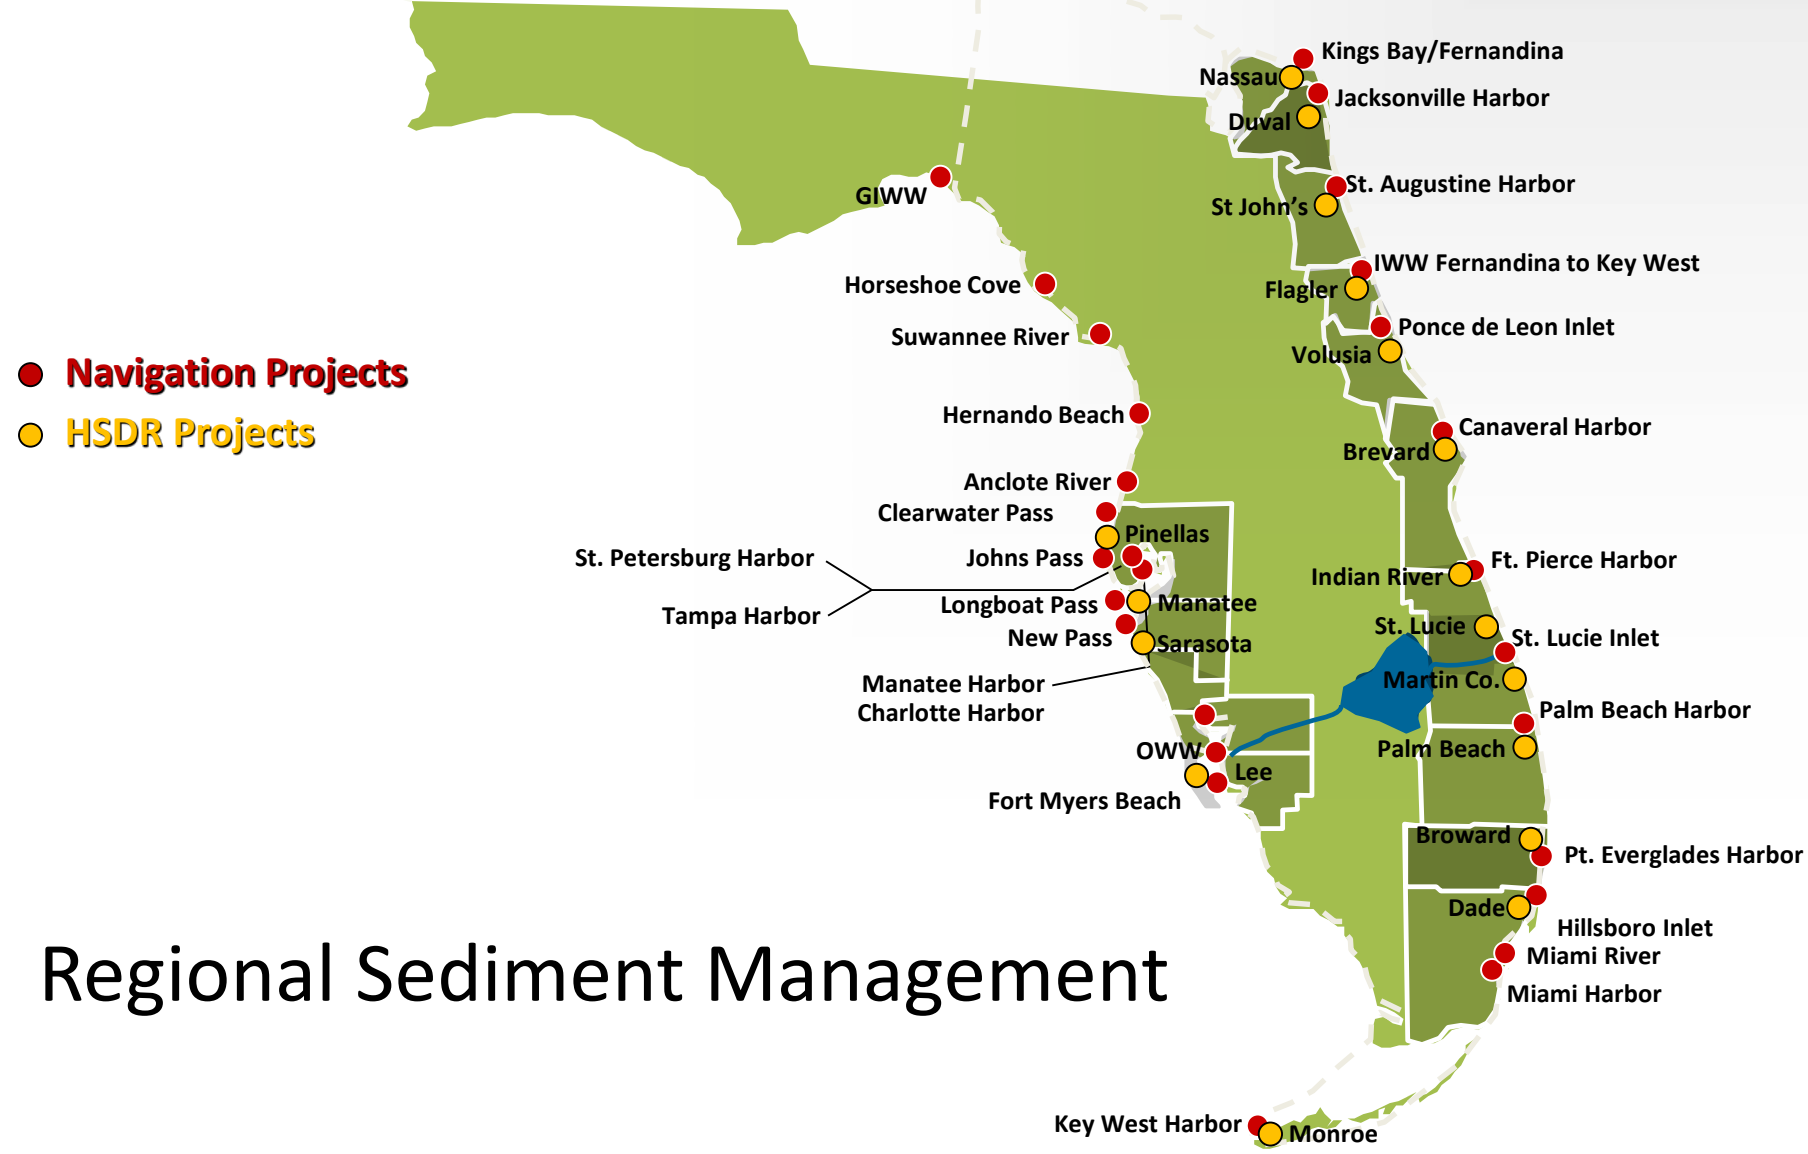 Kings Bay/Fernandina
Nassau
Jacksonville Harbor
Duval
GIWW
St. Augustine Harbor
St John’s
IWW Fernandina to Key West
Horseshoe Cove
Flagler
Suwannee River
Ponce de Leon Inlet
Volusia
Navigation Projects
HSDR Projects
Hernando Beach
Canaveral Harbor
Brevard
Anclote River
Clearwater Pass
Pinellas
St. Petersburg Harbor
Johns Pass
Ft. Pierce Harbor
Indian River
Tampa Harbor
Longboat Pass
Manatee
St. Lucie
New Pass
Sarasota
St. Lucie Inlet
Manatee Harbor
Martin Co.
Charlotte Harbor
Palm Beach Harbor
OWW
Palm Beach
Lee
Fort Myers Beach
Broward
Pt. Everglades Harbor
Dade
Hillsboro Inlet
Miami River
Regional Sediment Management
Miami Harbor
Key West Harbor
Monroe